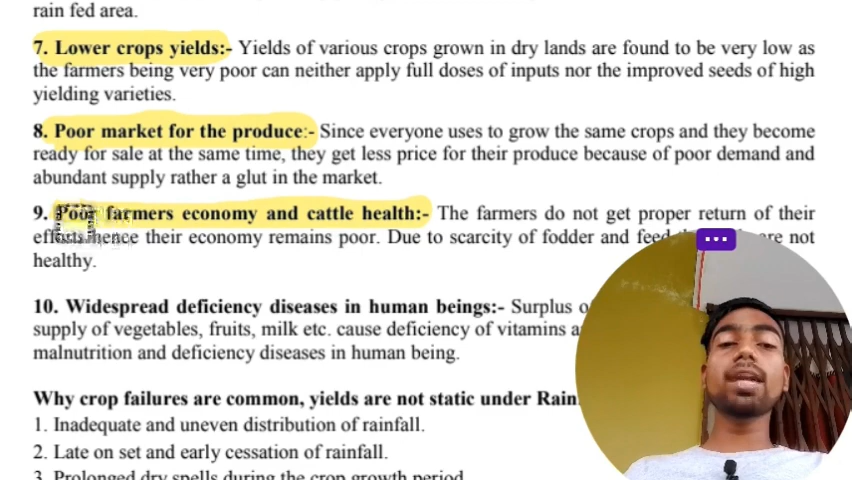 rain fed area.
7. Lower crops yields:- Yields of various crops grown in dry lands are found to be very low as
the farmers being very poor can neither apply full doses of inputs nor the improved seeds of high
yielding varieties.
8. Poor market for the produce:- Since everyone uses to grow the same crops and they become
ready for sale at the same time, they get less price for their produce because of poor demand and
abundant supply rather a glut in the market.
9. Poor farmers economy and cattle health:- The farmers do not get proper return of their
efforts hence their economy remains poor. Due to scarcity of fodder and feed are not
healthy.
10. Widespread deficiency diseases in human beings:- Surplus
supply of vegetables, fruits, milk etc. cause deficiency of vitamins
malnutrition and deficiency diseases in human being.
Why crop failures are common, yields are not static under Rain
1. Inadequate and uneven distribution of rainfall.
2. Late on set and early cessation of rainfall.
3. Prolonged dry spells during the crop growth period